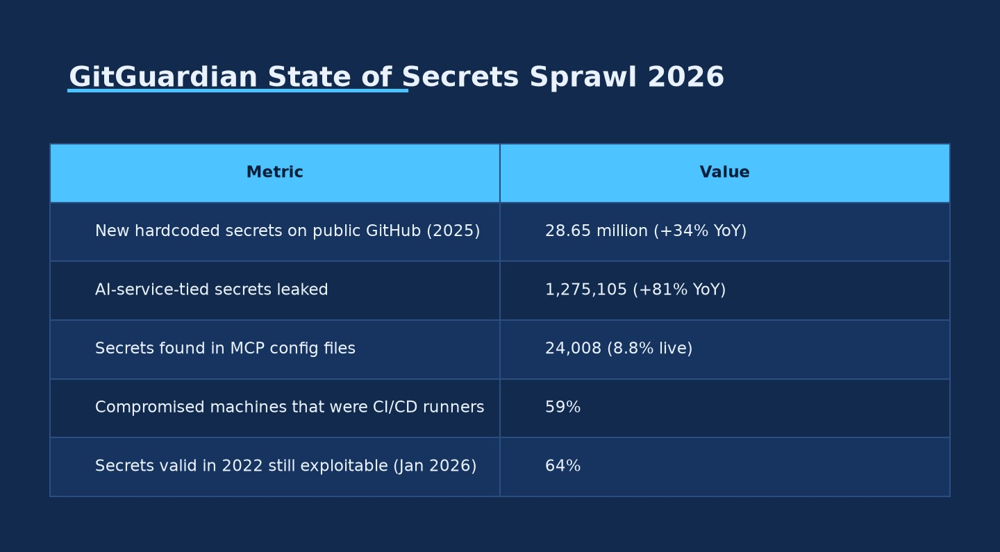 GitGuardian State of Secrets Sprawl 2026
Metric Value
New hardcoded secrets on public GitHub (2025) 28.65 million (+34% YoY)
AI-service-tied secrets leaked 1,275,105 (+81% YoY)
Secrets found in MCP config files 24,008 (8.8% live)
Compromised machines that were CI/CD runners 59%
Secrets valid in 2022 still exploitable (Jan 2026) 64%